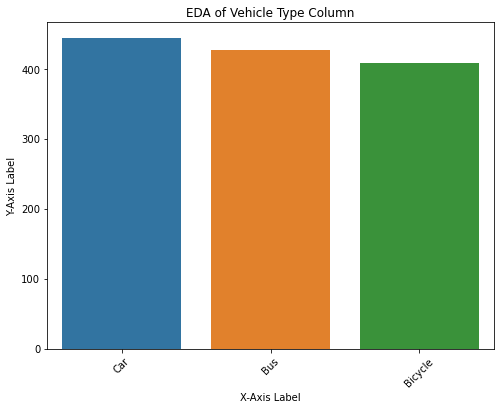 EDA of Vehicle Type Column
Y-Axis Label
400
300
200
100
0
Car
Bus
Bicycle
X-Axis Label